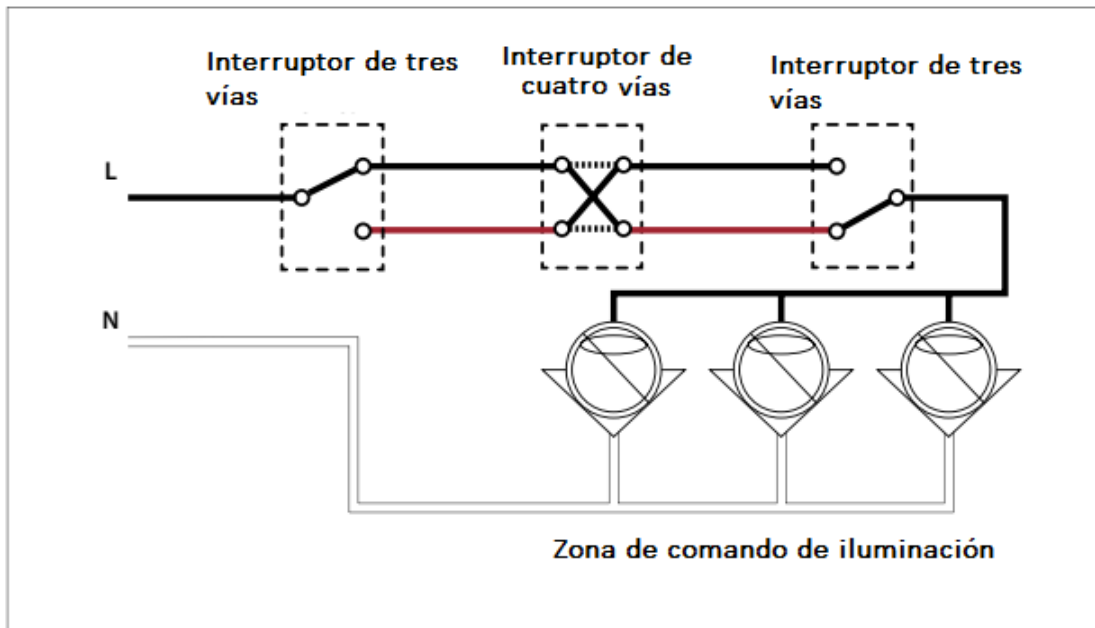 Interruptor de tres
vías
Interruptor de
cuatro vías
Interruptor de tres
vías
L
N
Zona de comando de iluminación